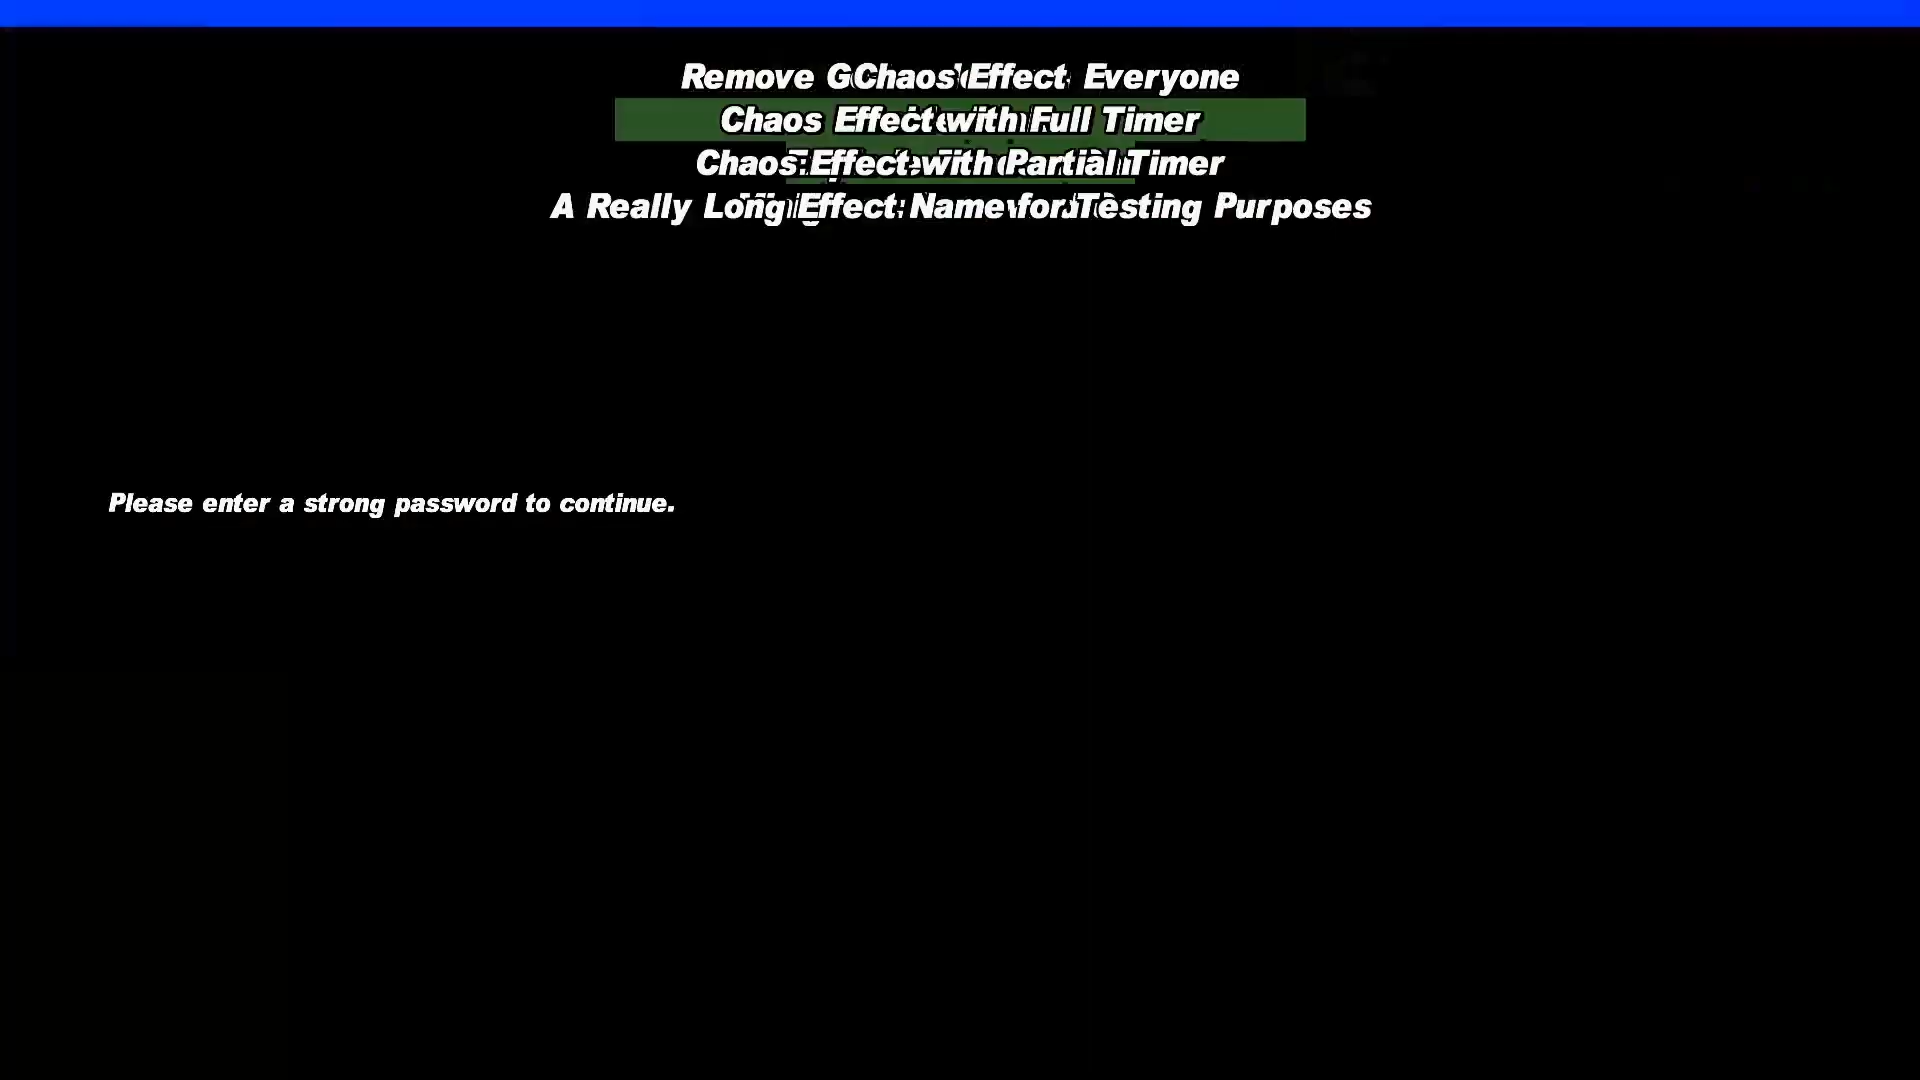 Remove Chaos Effect Everyone
Chaos Effect with Full Timer
Chaos Effect with Partial Timer
A Really Long Effect Name for Testing Purposes
Please enter a strong password to continue.